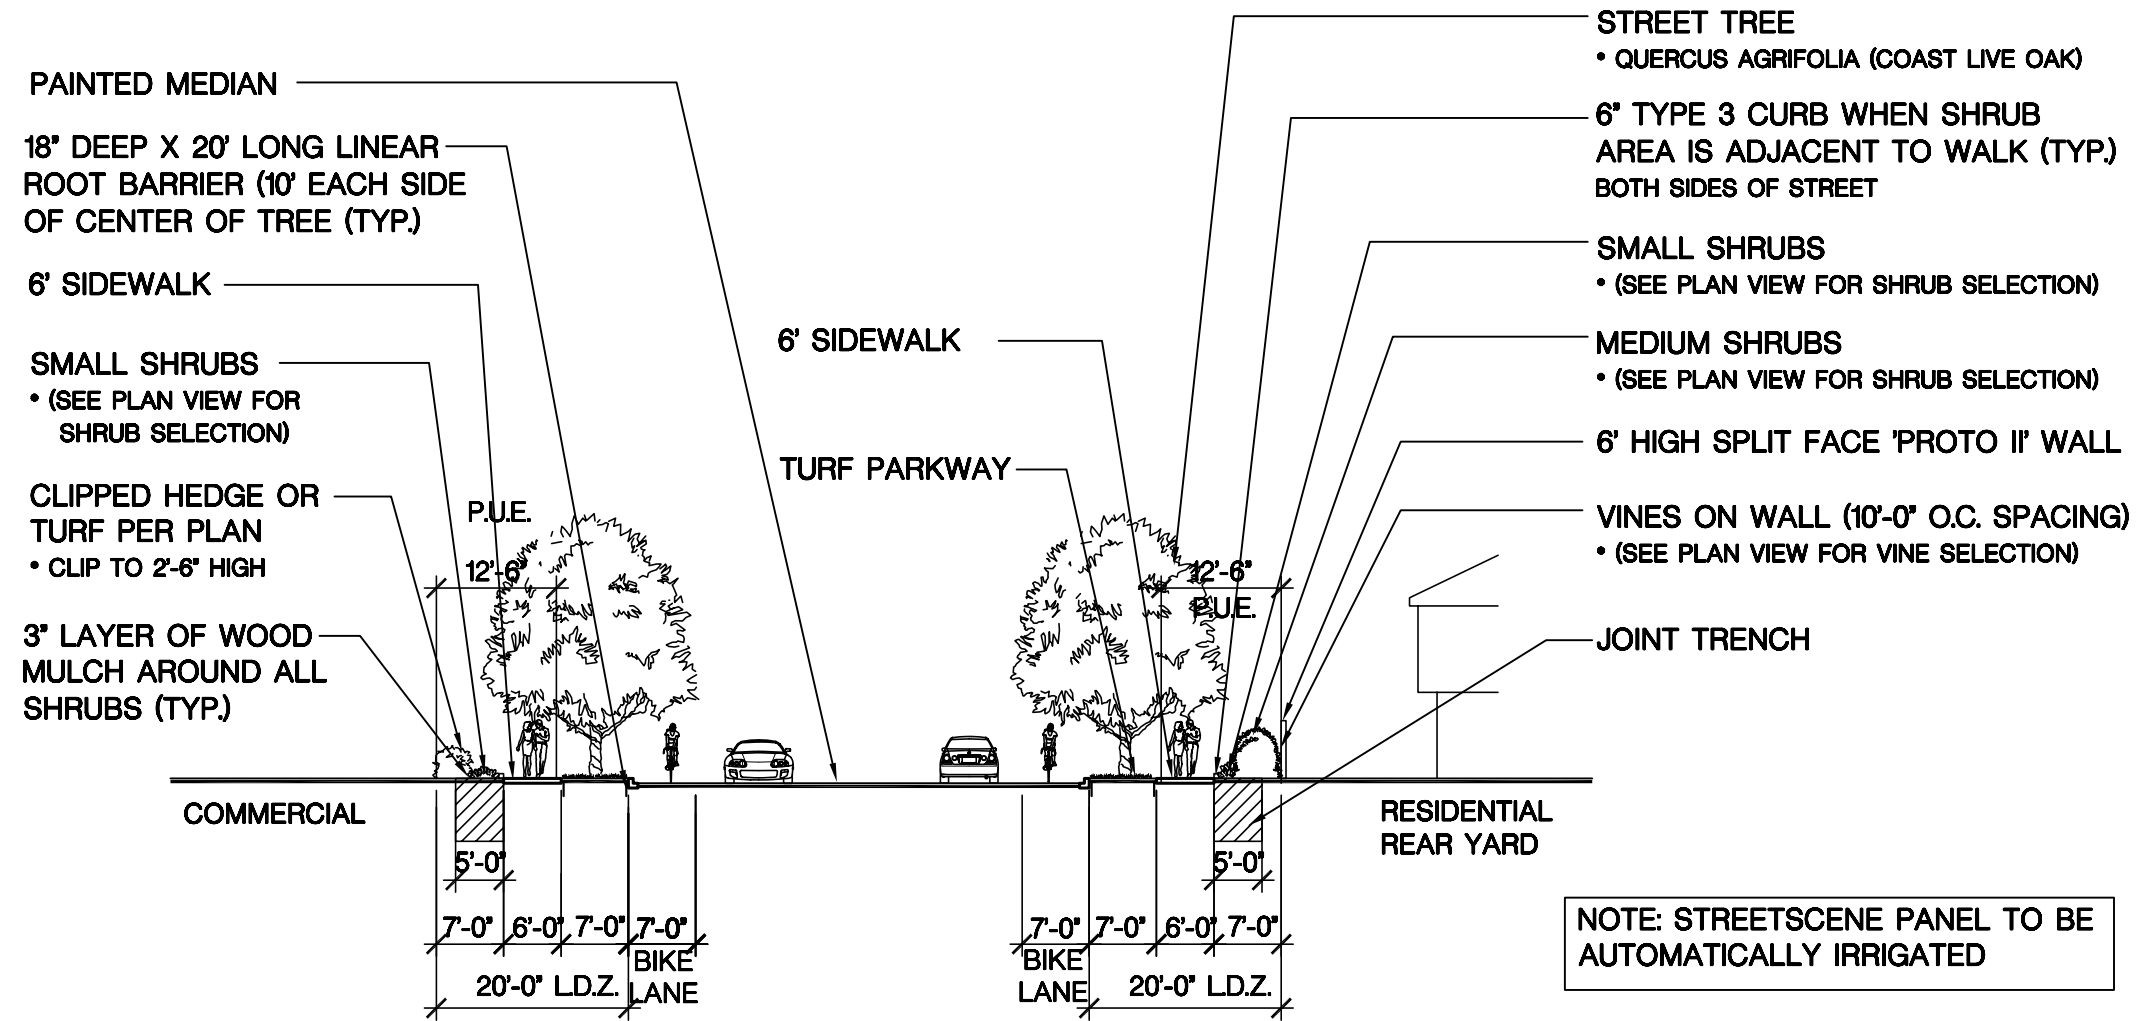 PAINTED MEDIAN
18" DEEP X 20' LONG LINEAR
ROOT BARRIER (10' EACH SIDE
OF CENTER OF TREE (TYP.)
6' SIDEWALK
SMALL SHRUBS
• (SEE PLAN VIEW FOR
SHRUB SELECTION)
CLIPPED HEDGE OR
TURF PER PLAN
• CLIP TO 2'-6" HIGH
3" LAYER OF WOOD
MULCH AROUND ALL
SHRUBS (TYP.)
P.U.E.
12'-6"
6' SIDEWALK
TURF PARKWAY
12'-6"
P.U.E.
STREET TREE
• QUERCUS AGRIFOLIA (COAST LIVE OAK)
6" TYPE 3 CURB WHEN SHRUB
AREA IS ADJACENT TO WALK (TYP.)
BOTH SIDES OF STREET
SMALL SHRUBS
• (SEE PLAN VIEW FOR SHRUB SELECTION)
MEDIUM SHRUBS
• (SEE PLAN VIEW FOR SHRUB SELECTION)
6' HIGH SPLIT FACE 'PROTO II' WALL
VINES ON WALL (10'-0" O.C. SPACING)
• (SEE PLAN VIEW FOR VINE SELECTION)
JOINT TRENCH
COMMERCIAL
RESIDENTIAL
REAR YARD
5'-0"
5'-0"
7'-0" 6'-0" 7'-0" 7'-0"
BIKE
LANE
20'-0" L.D.Z.
7'-0" 7'-0" 6'-0" 7'-0"
BIKE
LANE
20'-0" L.D.Z.
NOTE: STREETSCENE PANEL TO BE
AUTOMATICALLY IRRIGATED